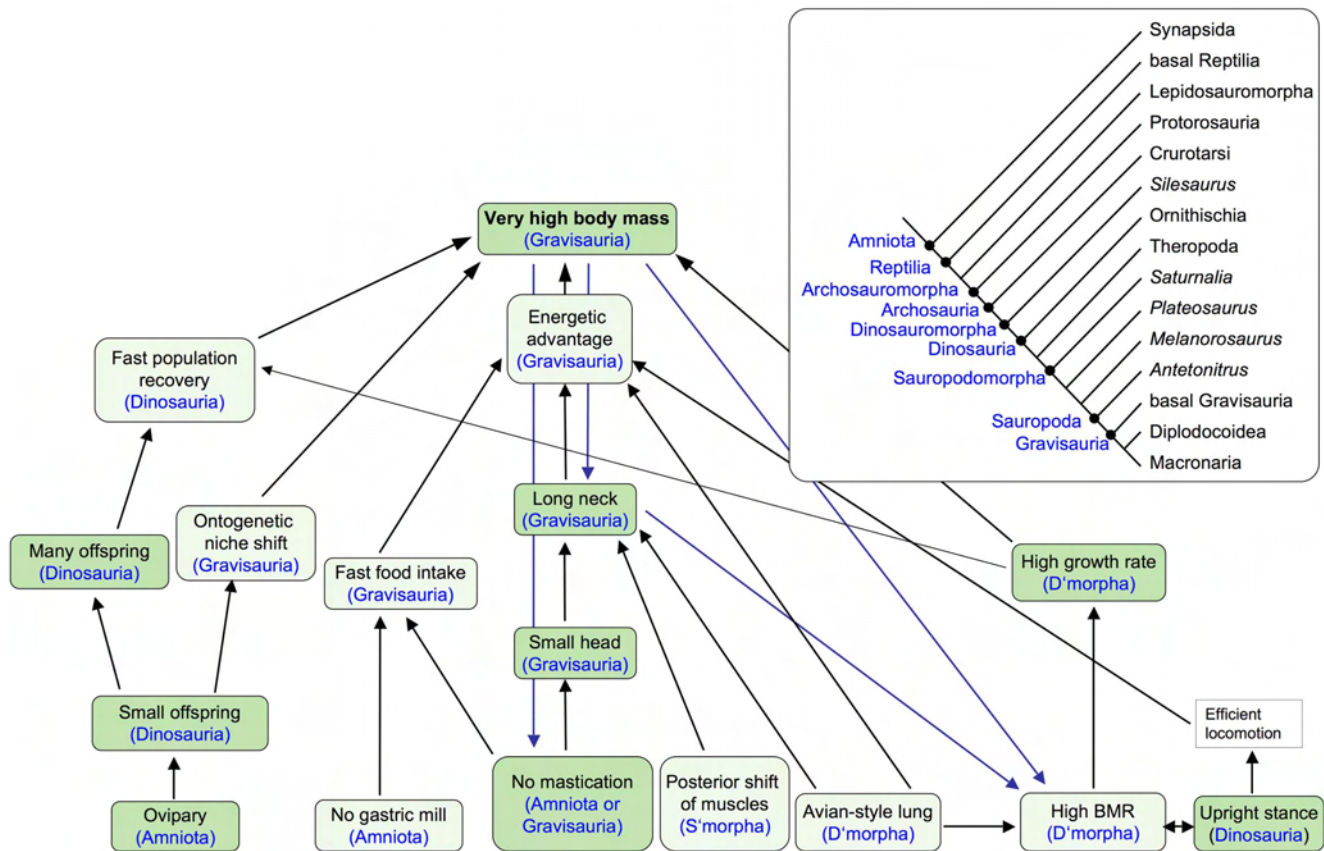 Synapsida
basal Reptilia
Lepidosauromorpha
Protorosauria
Crurotarsi
Silesaurus
Ornithischia
Theropoda
Saturnalia
Plateosaurus
Melanorosaurus
Antetonitrus
basal Gravisauria
Diplodocoidea
Macronaria
Amniota
Reptilia
Archosauromorpha
Archosauria
Dinosauromorpha
Dinosauria
Sauropodomorpha
Sauropoda
Gravisauria
Very high body mass
(Gravisauria)
Energetic
advantage
(Gravisauria)
Fast population
recovery
(Dinosauria)
Long neck
(Gravisauria)
Ontogenetic
niche shift
(Gravisauria)
Many offspring
(Dinosauria)
Fast food intake
(Gravisauria)
High growth rate
(D'morpha)
Small head
(Gravisauria)
Small offspring
(Dinosauria)
Efficient
locomotion
Ovipary
(Amniota)
No gastric mill
(Amniota)
No mastication
(Amniota or
Gravisauria)
Posterior shift
of muscles
(S'morpha)
Avian-style lung
(D'morpha)
High BMR
(D'morpha)
Upright stance
(Dinosauria)